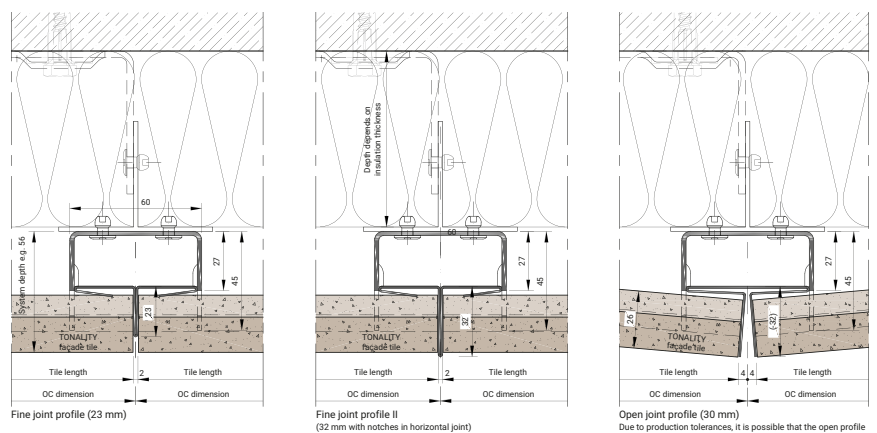 60
System depth e.g. 56
27
45
23
TONALITY
façade tile
Tile length
2
Tile length
OC dimension
OC dimension
Fine joint profile (23 mm)
Depth depends on
insulation thickness
60
27
45
32
TONALITY
façade tile
Tile length
2
Tile length
OC dimension
OC dimension
Fine joint profile II
(32 mm with notches in horizontal joint)
27
45
26
(32)
TONALITY
façade tile
Tile length
4
4
Tile length
OC dimension
OC dimension
Open joint profile (30 mm)
Due to production tolerances, it is possible that the open profile